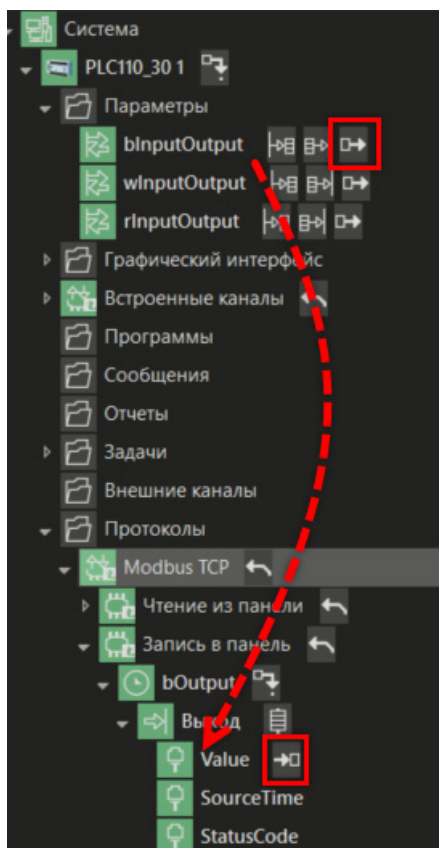 Система
PLC110_30 1
Параметры
bInputOutput
wInputOutput
rInputOutput
Графический интерфейс
Встроенные каналы
Программы
Сообщения
Отчеты
Задачи
Внешние каналы
Протоколы
Modbus TCP
Чтение из панели
Запись в панель
bOutput
Выход
Value
SourceTime
StatusCode